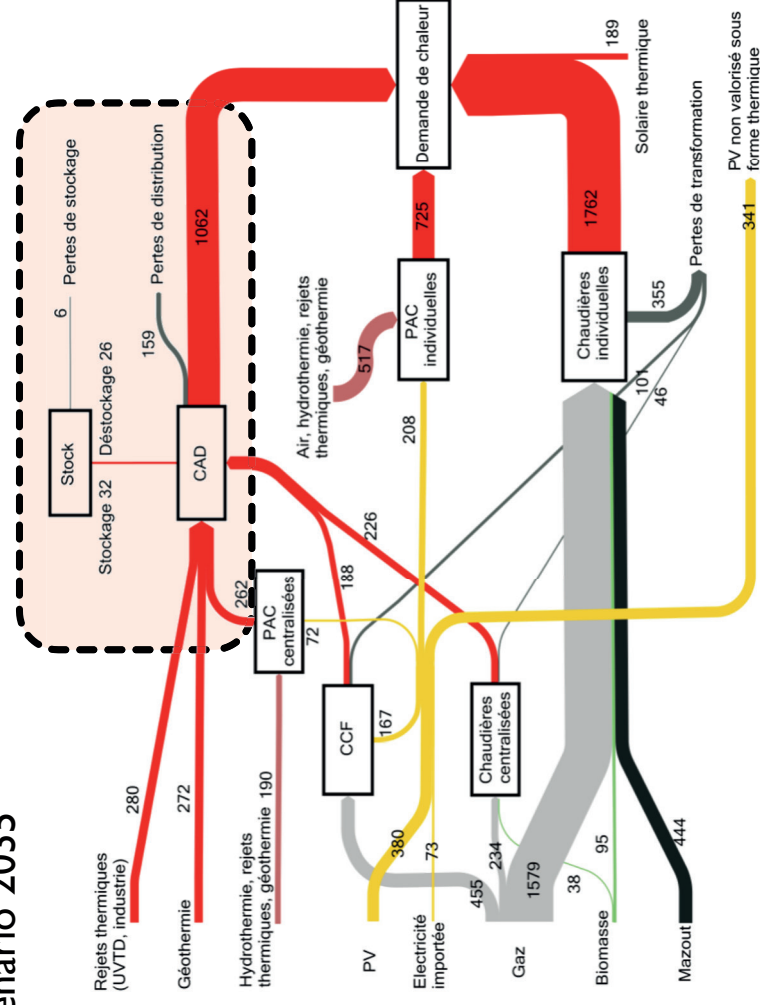 énario 2035
Rejets thermiques
(UVTD, industrie)
280
Géothermie
272
Hydrothermie, rejets
thermiques, géothermie
190
PV
380
Electricité
importée
73
Gaz
455
234
1579
Biomasse
38
95
Mazout
444
PAC
centralisées
262
72
CCF
167
188
Chaudières
centralisées
226
Stock
Stockage 32
Déstockage 26
6
Pertes de stockage
CAD
159
Pertes de distribution
1062
Air, hydrothermie, rejets
thermiques, géothermie
517
208
PAC
individuelles
725
Demande de chaleur
Chaudières
individuelles
1762
189
Solaire thermique
355
101
46
Pertes de transformation
341
PV non valorisé sous
forme thermique